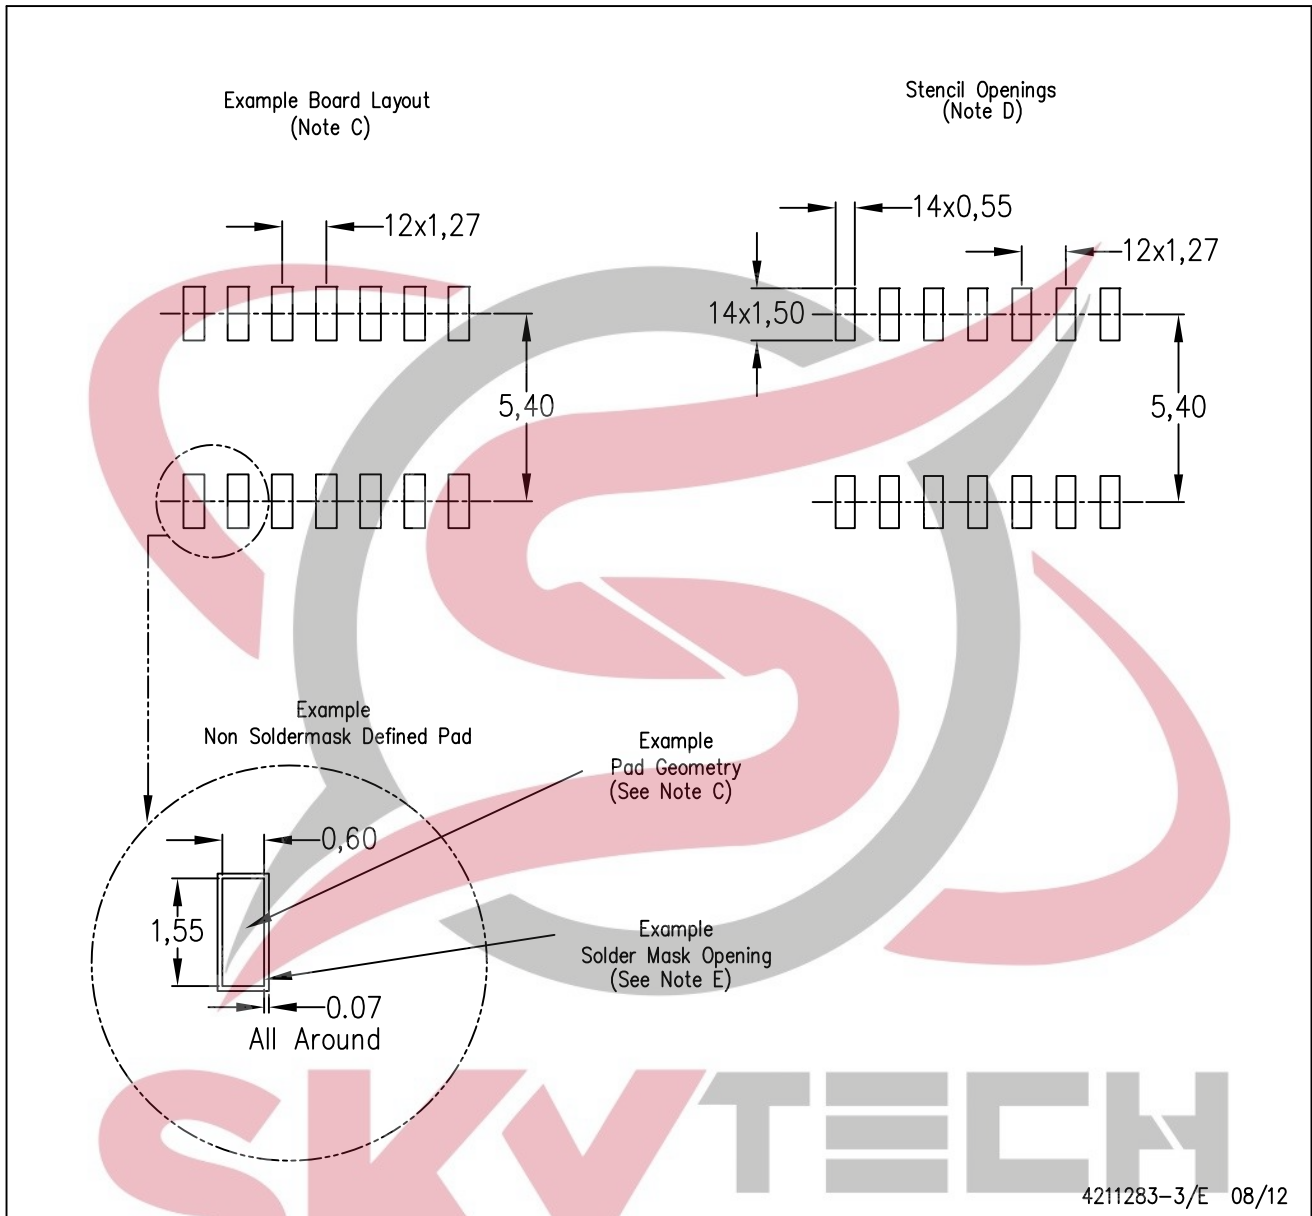 Example Board Layout
(Note C)
Stencil Openings
(Note D)
12x1,27
14x0,55
12x1,27
14x1,50
5,40
5,40
Example
Non Soldermask Defined Pad
Example
Pad Geometry
(See Note C)
0,60
1,55
Example
Solder Mask Opening
(See Note E)
0.07
All Around
SKYTECH
4211283-3/E 08/12